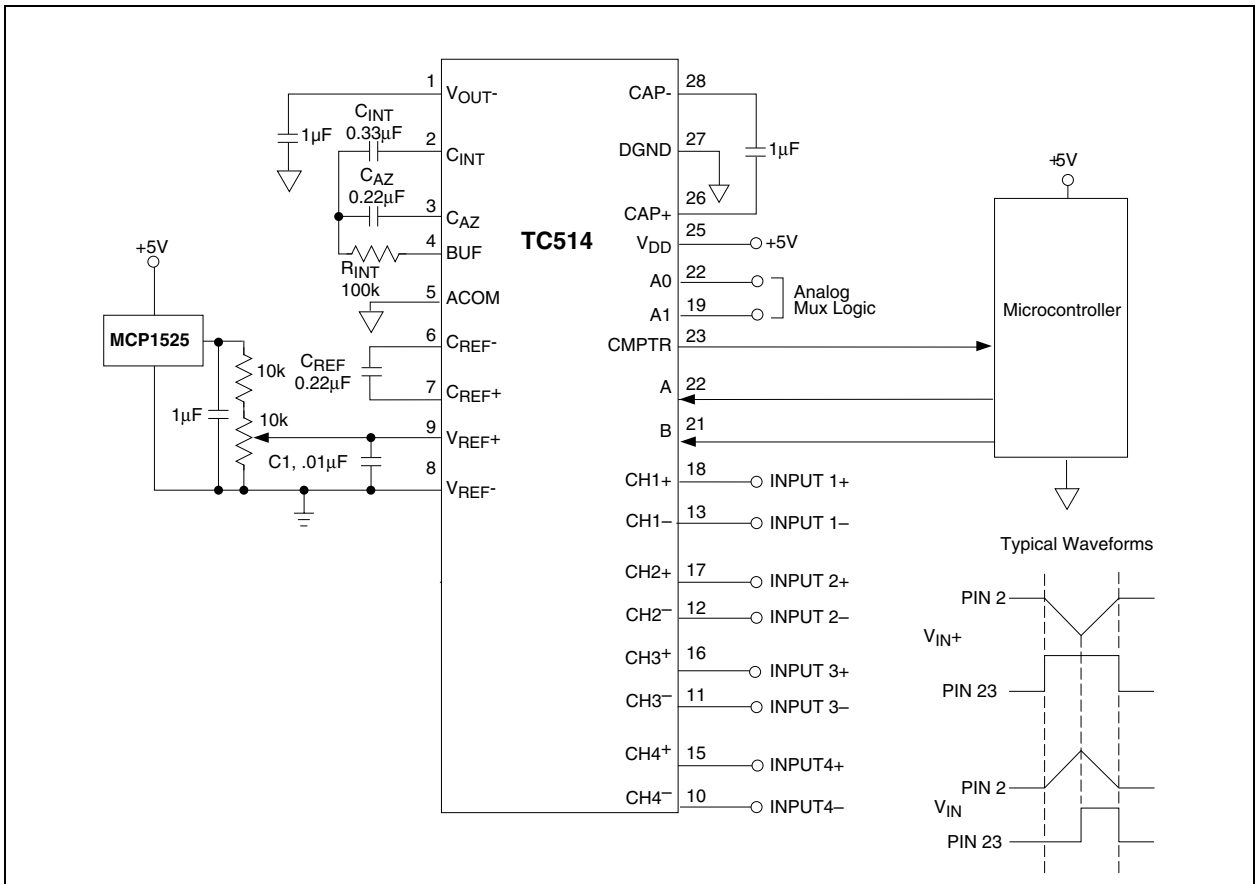 TC514
1
VOUT-
1µF
CINT
0.33µF
2
CINT
CAZ
0.22µF
3
CAZ
4
BUF
RINT
100k
5
ACOM
6
CREF-
CREF
0.22µF
7
CREF+
9
VREF+
8
VREF-
+5V
MCP1525
10k
10k
1µF
C1, .01µF
CAP-
28
DGND
27
1µF
CAP+
26
VDD
25
+5V
A0
22
A1
19
Analog
Mux Logic
CMPTR
23
A
22
B
21
CH1+
18
INPUT 1+
CH1–
13
INPUT 1–
CH2+
17
INPUT 2+
CH2–
12
INPUT 2–
CH3+
16
INPUT 3+
CH3–
11
INPUT 3–
CH4+
15
INPUT4+
CH4–
10
INPUT4–
+5V
Microcontroller
Typical Waveforms
PIN 2
VIN+
PIN 23
PIN 2
VIN
PIN 23